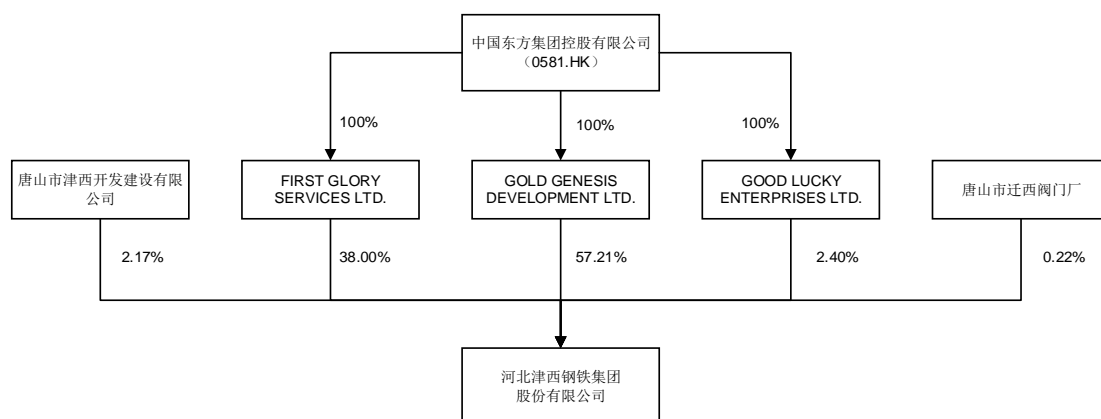 中国东方集团控股有限公司
（0581.HK）
100%
100%
100%
唐山市津西开发建设有限
公司
FIRST GLORY
SERVICES LTD.
GOLD GENESIS
DEVELOPMENT LTD.
GOOD LUCKY
ENTERPRISES LTD.
唐山市迁西阀门厂
2.17%
38.00%
57.21%
2.40%
0.22%
河北津西钢铁集团
股份有限公司